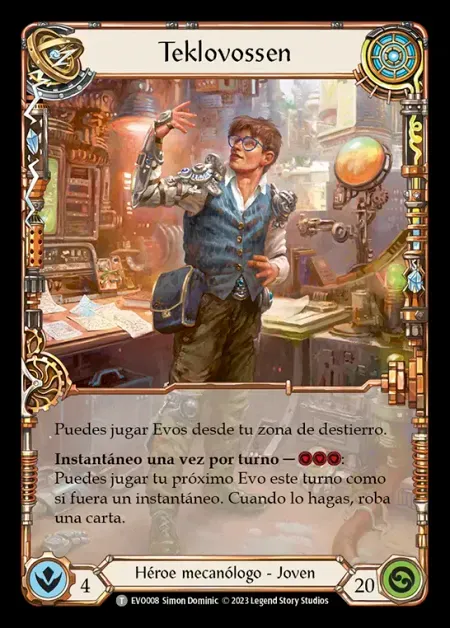 Teklovossen
Puedes jugar Evos desde tu zona de destierro.
Instantáneo una vez por turno — :
Puedes jugar tu próximo Evo este turno como
si fuera un instantáneo. Cuando lo hagas, roba
una carta.
4
Héroe mecanólogo - Joven
20
T EVO008 Simon Dominic © 2023 Legend Story Studios